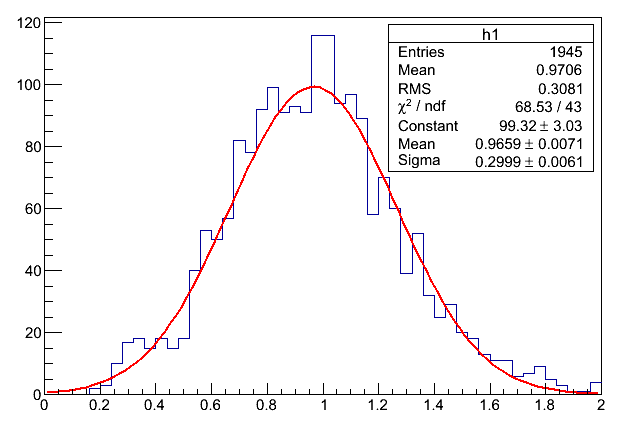 h1
Entries 1945
Mean 0.9706
RMS 0.3081
χ² / ndf 68.53 / 43
Constant 99.32 ± 3.03
Mean 0.9659 ± 0.0071
Sigma 0.2999 ± 0.0061
120
100
80
60
40
20
0
0 0.2 0.4 0.6 0.8 1 1.2 1.4 1.6 1.8 2